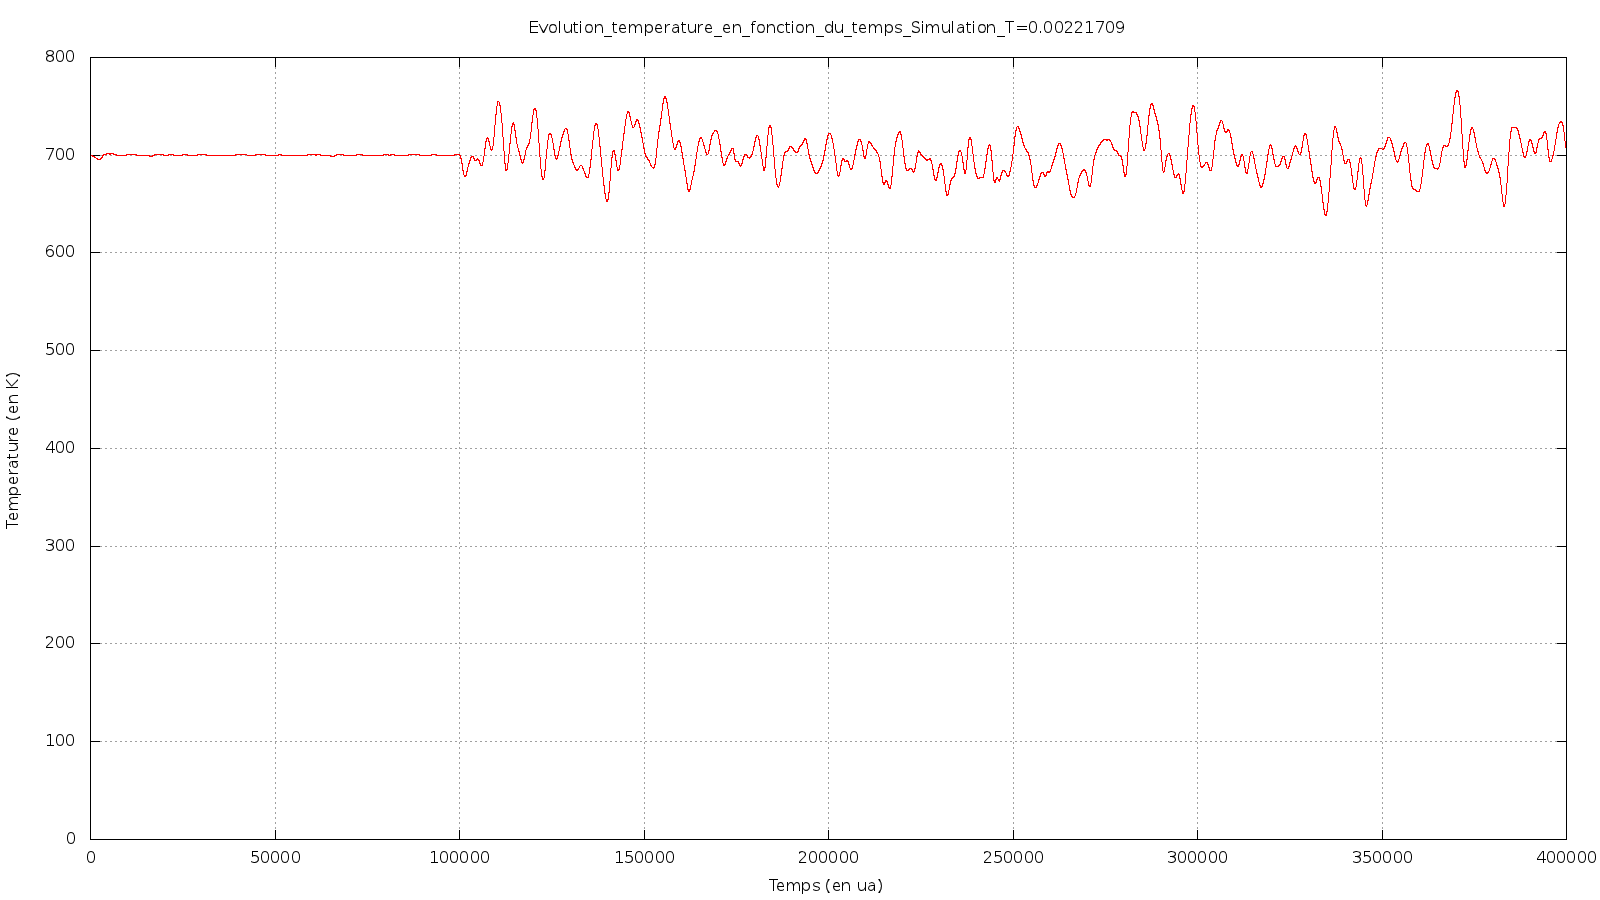 Evolution_temperature_en_fonction_du_temps_Simulation_T=0.00221709
800
700
600
500
400
300
200
100
0
Temperature (en K)
0 50000 100000 150000 200000 250000 300000 350000 400000
Temps (en ua)